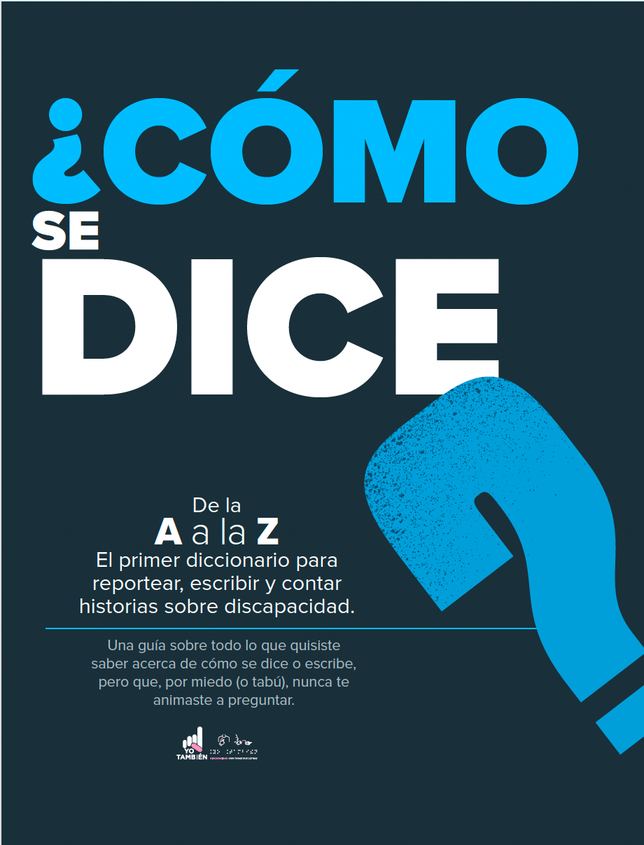 ¿CÓMO
SE
DICE
?
De la
A a la Z
El primer diccionario para
reportear, escribir y contar
historias sobre discapacidad.
Una guía sobre todo lo que quisiste
saber acerca de cómo se dice o escribe,
pero que, por miedo (o tabú), nunca te
animaste a preguntar.
YO
TAMBIÉN